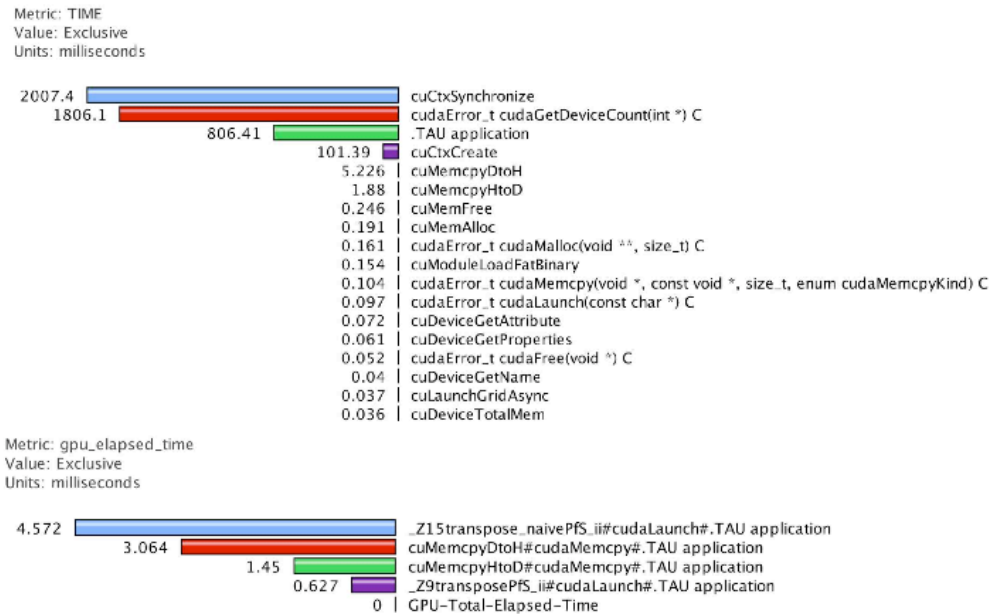 Metric: TIME
Value: Exclusive
Units: milliseconds
2007.4 cuCtxSynchronize
1806.1 cudaError_t cudaGetDeviceCount(int *) C
806.41 .TAU application
101.39 cuCtxCreate
5.226 cuMemcpyDtoH
1.88 cuMemcpyHtoD
0.246 cuMemFree
0.191 cuMemAlloc
0.161 cudaError_t cudaMalloc(void **, size_t) C
0.154 cuModuleLoadFatBinary
0.104 cudaError_t cudaMemcpy(void *, const void *, size_t, enum cudaMemcpyKind) C
0.097 cudaError_t cudaLaunch(const char *) C
0.072 cuDeviceGetAttribute
0.061 cuDeviceGetProperties
0.052 cudaError_t cudaFree(void *) C
0.04 cuDeviceGetName
0.037 cuLaunchGridAsync
0.036 cuDeviceTotalMem
Metric: gpu_elapsed_time
Value: Exclusive
Units: milliseconds
4.572 _Z15transpose_naivePfS_ii#cudaLaunch#.TAU application
3.064 cuMemcpyDtoH#cudaMemcpy#.TAU application
1.45 cuMemcpyHtoD#cudaMemcpy#.TAU application
0.627 _Z9transposePfS_ii#cudaLaunch#.TAU application
0 GPU-Total-Elapsed-Time